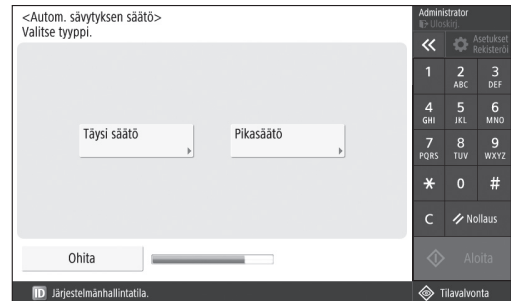 <Autom. sävytyksen säätö>
Valitse tyyppi.
Täysi säätö
Pikasäätö
Ohita
ID Järjestelmänhallintatila.
Administrator
Uloskirj.
Asetukset
Rekisteröi
1 2 3
ABC DEF
4 5 6
GHI JKL MNO
7 8 9
PQRS TUV WXYZ
* 0 #
C Nollaus
Aloita
Tilavalvonta